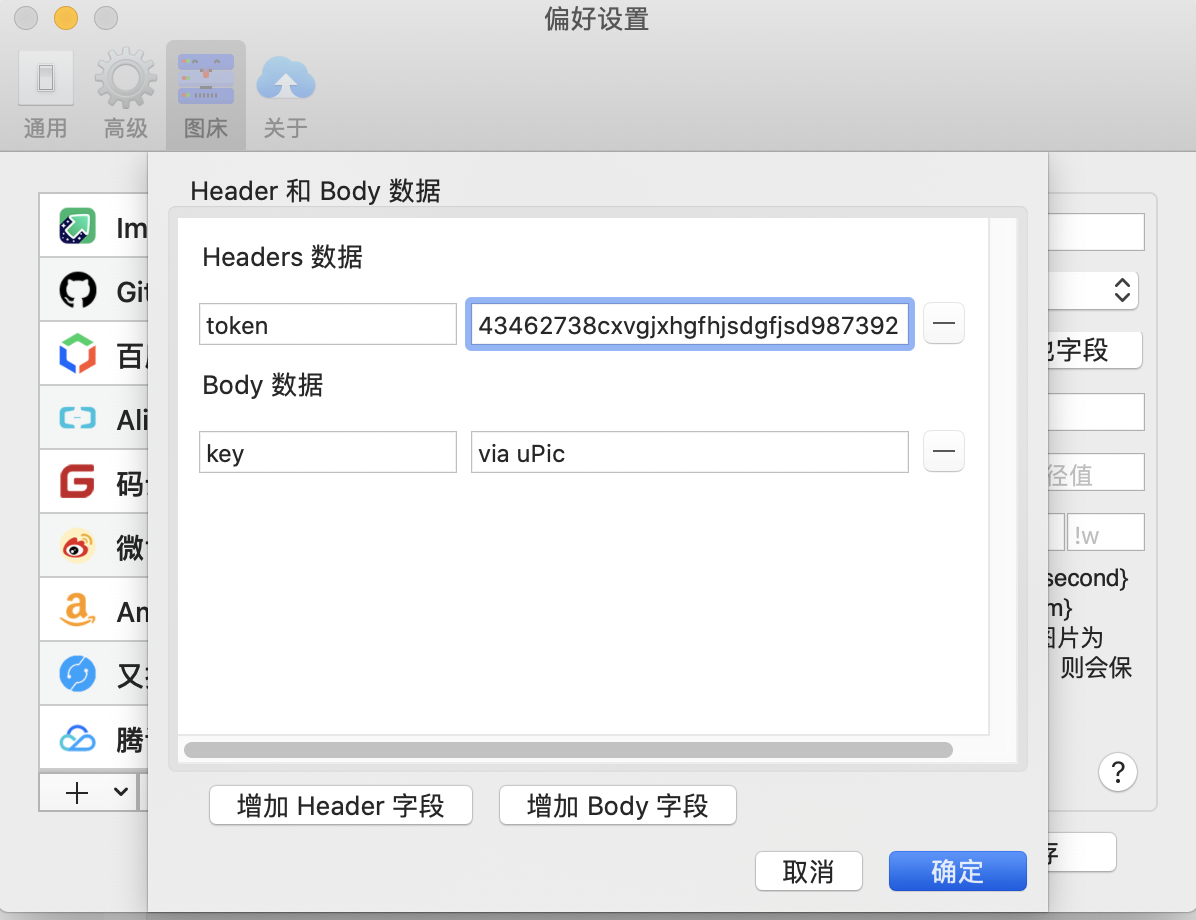 偏好设置
通用
高级
图床
关于
Header 和 Body 数据
Headers 数据
token
43462738cxvgjxhgfhjsdgfjsd987392
Body 数据
key
via uPic
Im
Git
百
Ali
码
微
Am
又
腾
字段
径值
!w
second}
m}
图片为
则会保
?
增加 Header 字段
增加 Body 字段
取消
确定
存